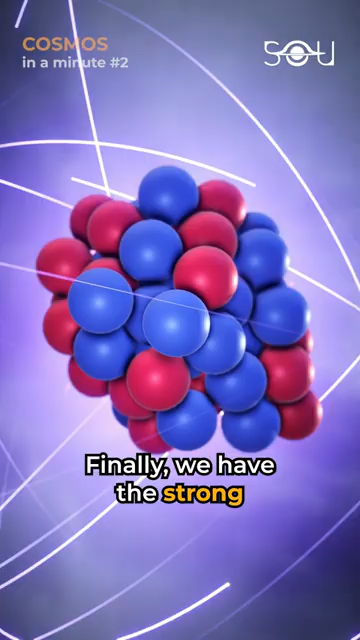 COSMOS
in a minute #2
SOU
Finally, we have
the strong